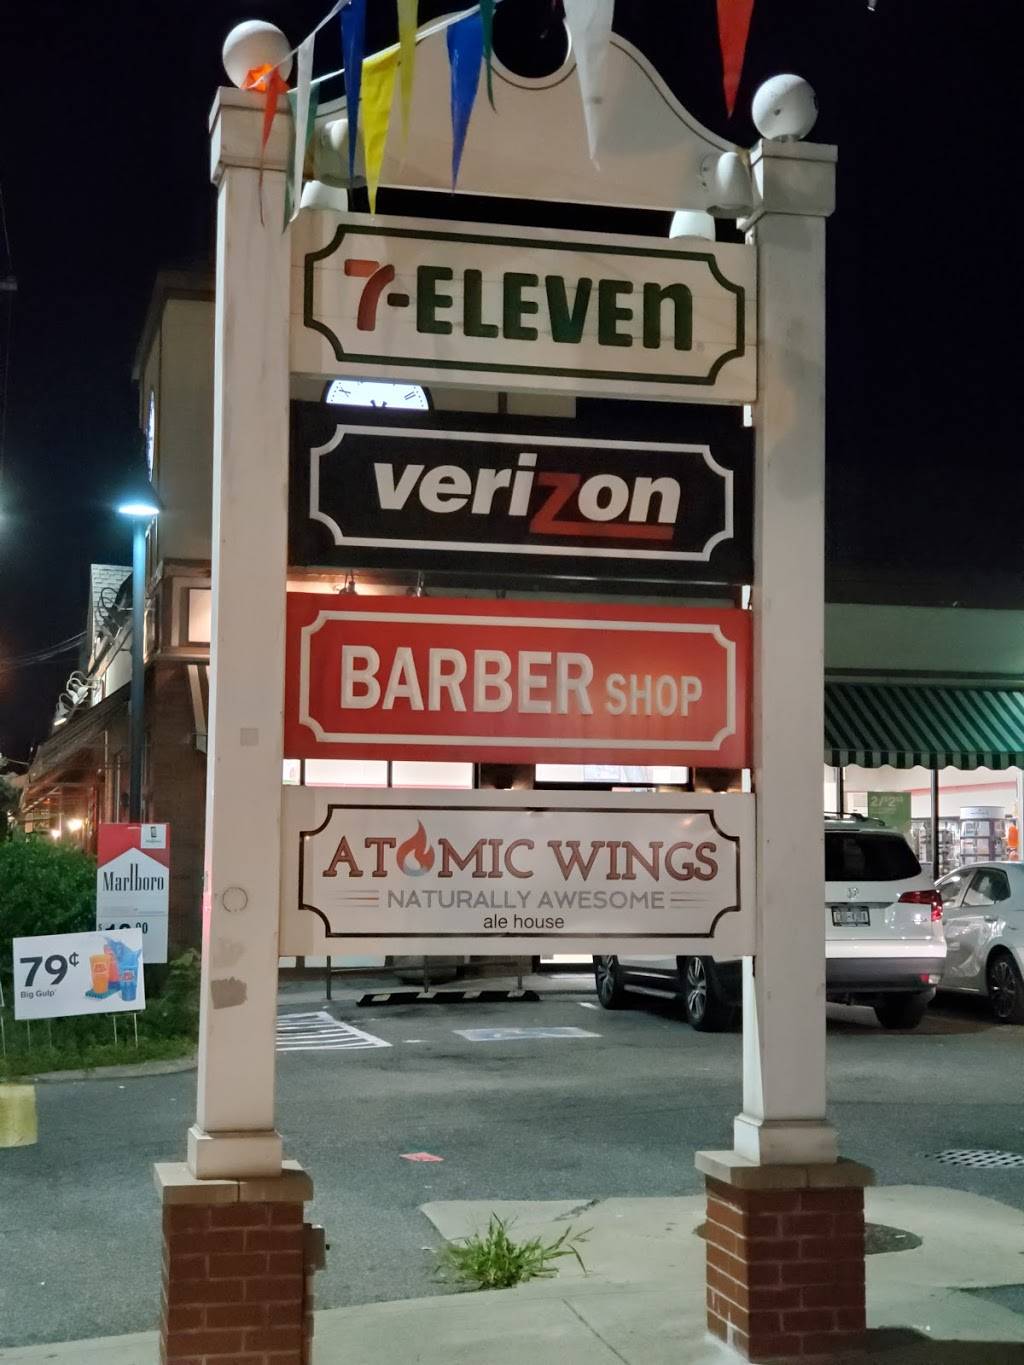 7-ELEVEn
verizon
BARBER SHOP
ATOMIC WINGS
NATURALLY AWESOME
ale house
Marlboro
79¢
Big Gulp